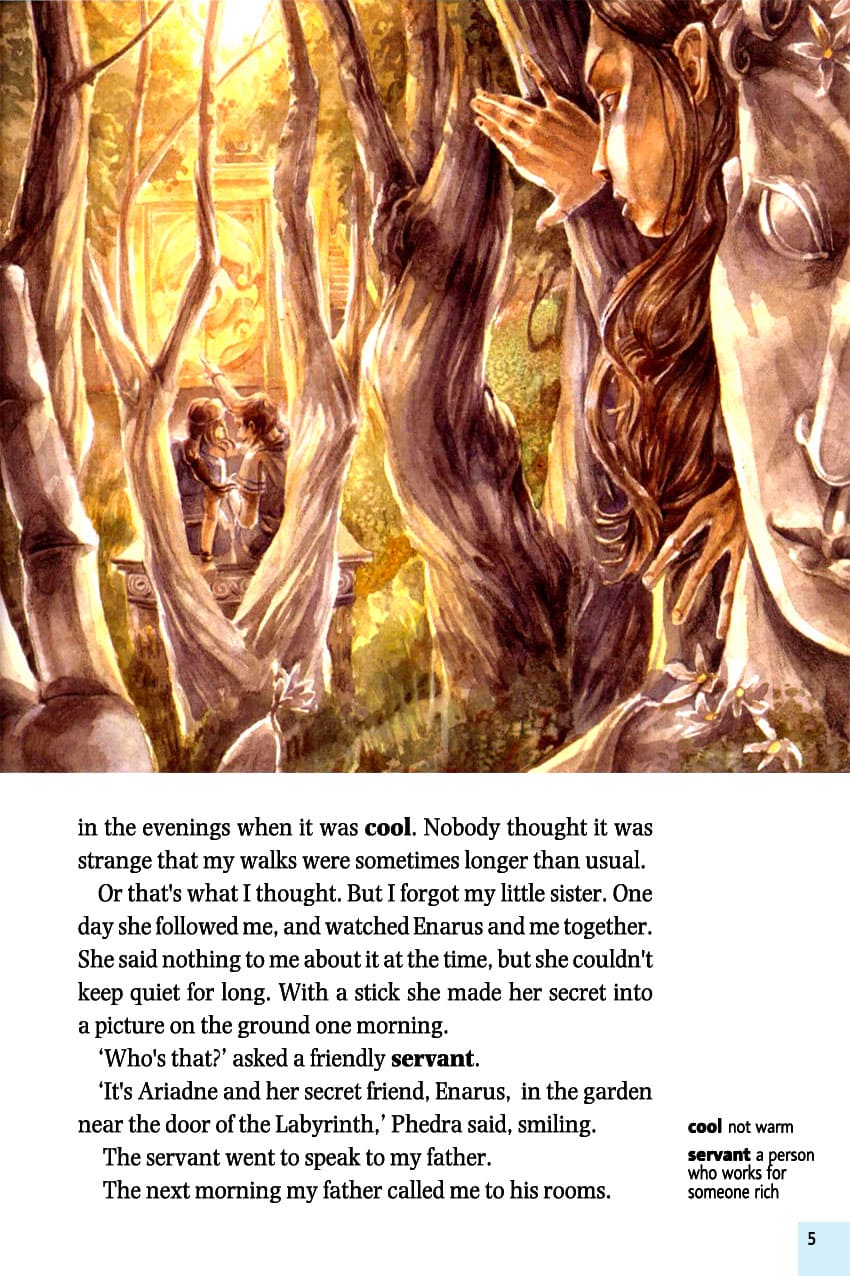 in the evenings when it was cool. Nobody thought it was
strange that my walks were sometimes longer than usual.
Or that's what I thought. But I forgot my little sister. One
day she followed me, and watched Enarus and me together.
She said nothing to me about it at the time, but she couldn't
keep quiet for long. With a stick she made her secret into
a picture on the ground one morning.
‘Who's that?’ asked a friendly servant.
‘It's Ariadne and her secret friend, Enarus, in the garden
near the door of the Labyrinth,’ Phedra said, smiling.
The servant went to speak to my father.
The next morning my father called me to his rooms.
cool not warm
servant a person
who works for
someone rich
5